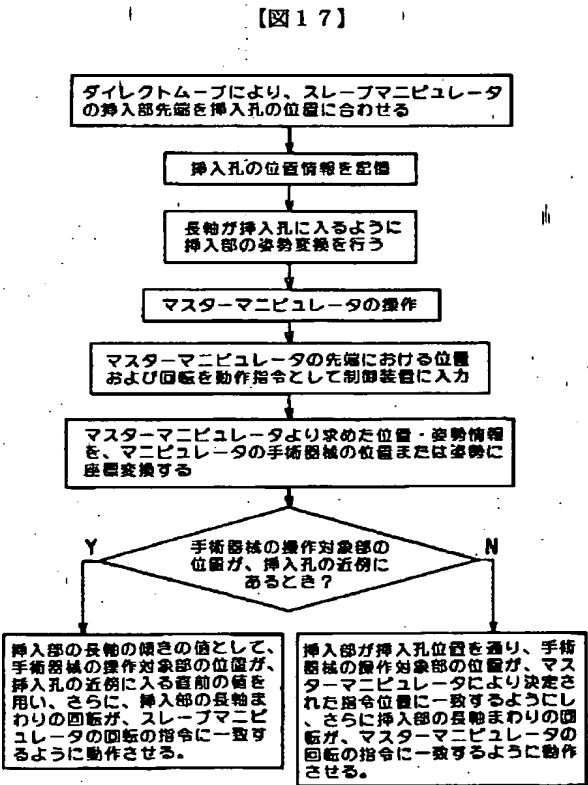 【図17】
ダイレクトムーブにより、スレーブマニピュレータ
の挿入部先端を挿入孔の位置に合わせる
挿入孔の位置情報を記憶
長軸が挿入孔に入るように
挿入部の姿勢変換を行う
マスターマニピュレータの操作
マスターマニピュレータの先端における位置
および回転を動作指令として制御装置に入力
マスターマニピュレータより求めた位置・姿勢情報
を、マニピュレータの手術器械の位置または姿勢に
座標変換する
手術器械の操作対象部の
位置が、挿入孔の近傍に
あるとき?
Y
N
挿入部の長軸の傾きの値として、
手術器械の操作対象部の位置が、
挿入孔の近傍に入る直前の値を
用い、さらに、挿入部の長軸ま
わりの回転が、スレーブマニピ
ュレータの回転の指令に一致す
るように動作させる。
挿入部が挿入孔位置を通り、手術
器械の操作対象部の位置が、マス
ターマニピュレータにより決定さ
れた指令位置に一致するようにし
、さらに挿入部の長軸まわりの回
転が、マスターマニピュレータの
回転の指令に一致するように動作
させる。